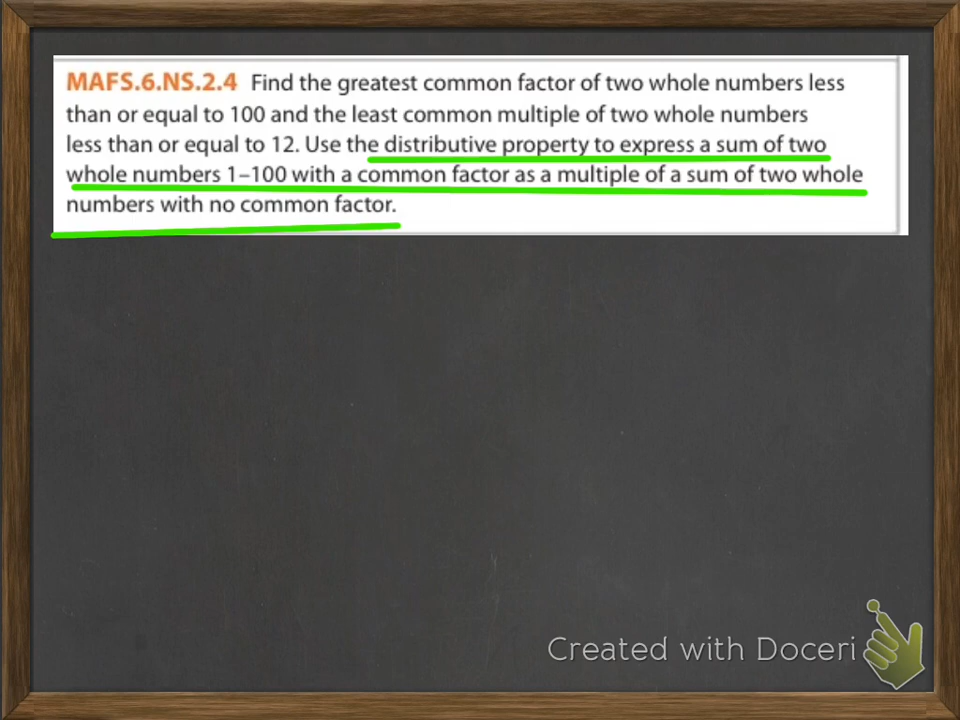 MAFS.6.NS.2.4 Find the greatest common factor of two whole numbers less
than or equal to 100 and the least common multiple of two whole numbers
less than or equal to 12. Use the distributive property to express a sum of two
whole numbers 1–100 with a common factor as a multiple of a sum of two whole
numbers with no common factor.
Created with Doceri